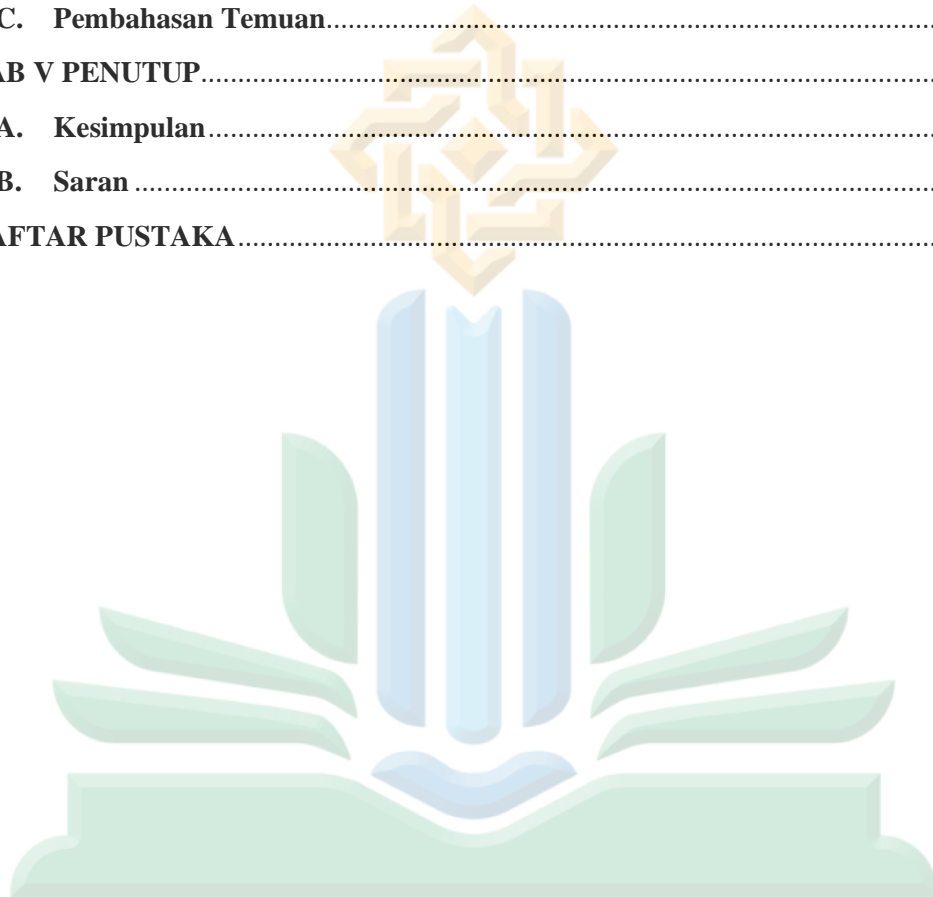 C. Pembahasan Temuan........................................................................................
AB V PENUTUP........................................................................................
A. Kesimpulan........................................................................................
B. Saran ........................................................................................
AFTAR PUSTAKA........................................................................................